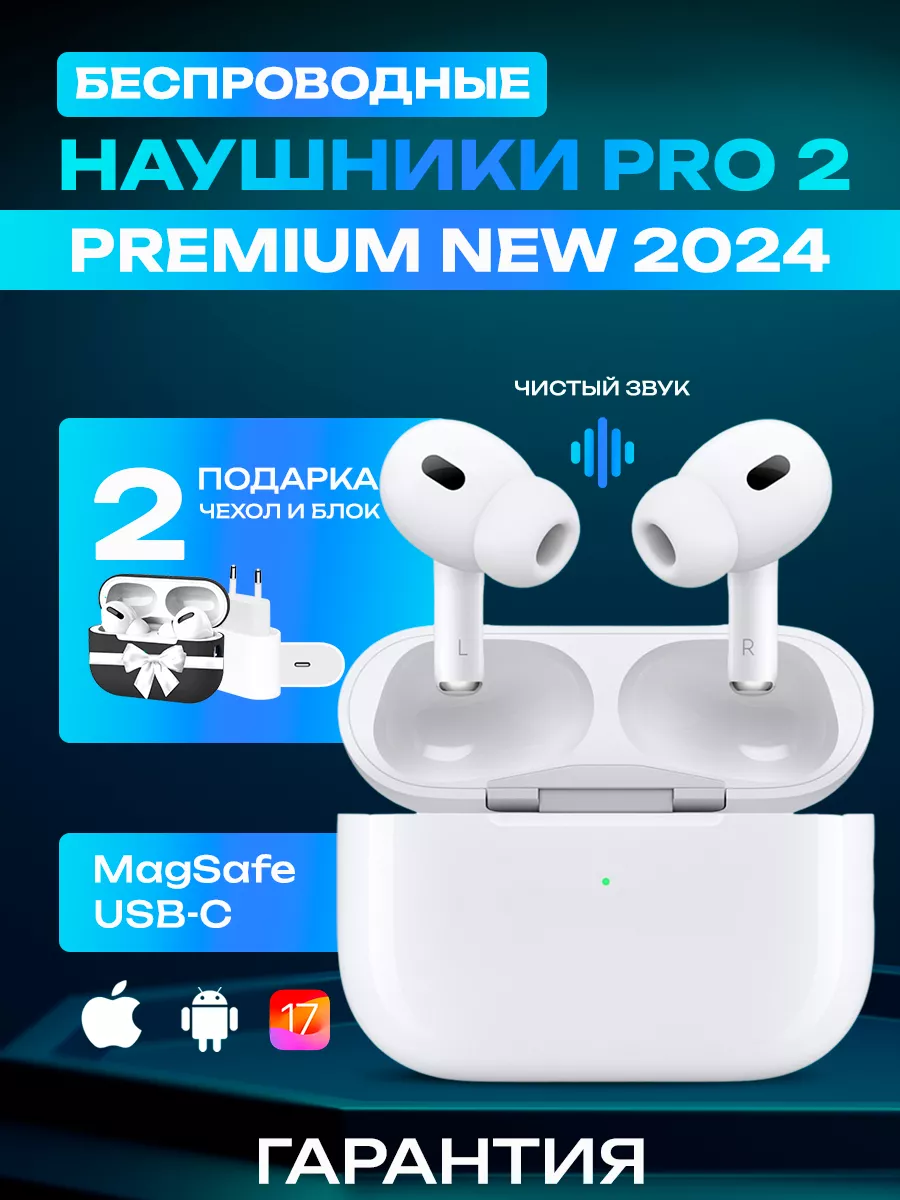 БЕСПРОВОДНЫЕ
НАУШНИКИ PRO 2
PREMIUM NEW 2024
ЧИСТЫЙ ЗВУК
2 ПОДАРКА
ЧЕХОЛ И БЛОК
L
R
MagSafe
USB-C
17
ГАРАНТИЯ